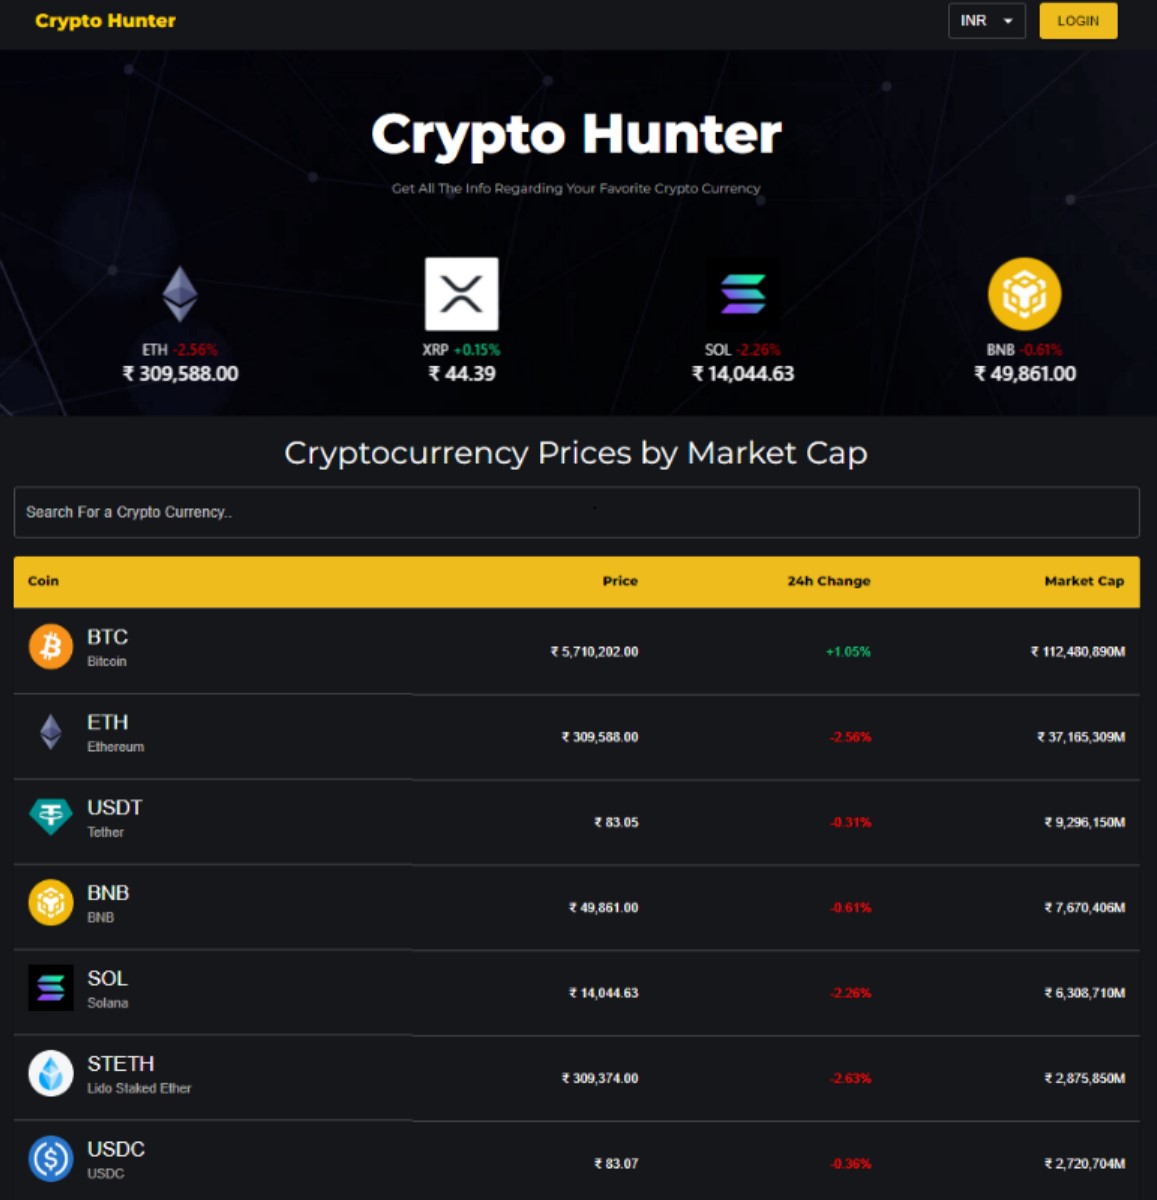 Crypto Hunter
INR
LOGIN
Crypto Hunter
Get All The Info Regarding Your Favorite Crypto Currency
ETH -2.56%
₹ 309,588.00
XRP +0.15%
₹ 44.39
SOL -2.26%
₹ 14,044.63
BNB -0.61%
₹ 49,861.00
Cryptocurrency Prices by Market Cap
Search For a Crypto Currency..
Coin Price 24h Change Market Cap
BTC
Bitcoin
₹ 5,710,202.00 +1.05% ₹ 112,480,890M
ETH
Ethereum
₹ 309,588.00 -2.56% ₹ 37,165,309M
USDT
Tether
₹ 83.05 -0.31% ₹ 9,296,150M
BNB
BNB
₹ 49,861.00 -0.61% ₹ 7,670,406M
SOL
Solana
₹ 14,044.63 -2.26% ₹ 6,308,710M
STETH
Lido Staked Ether
₹ 309,374.00 -2.63% ₹ 2,875,850M
USDC
USDC
₹ 83.07 -0.36% ₹ 2,720,704M